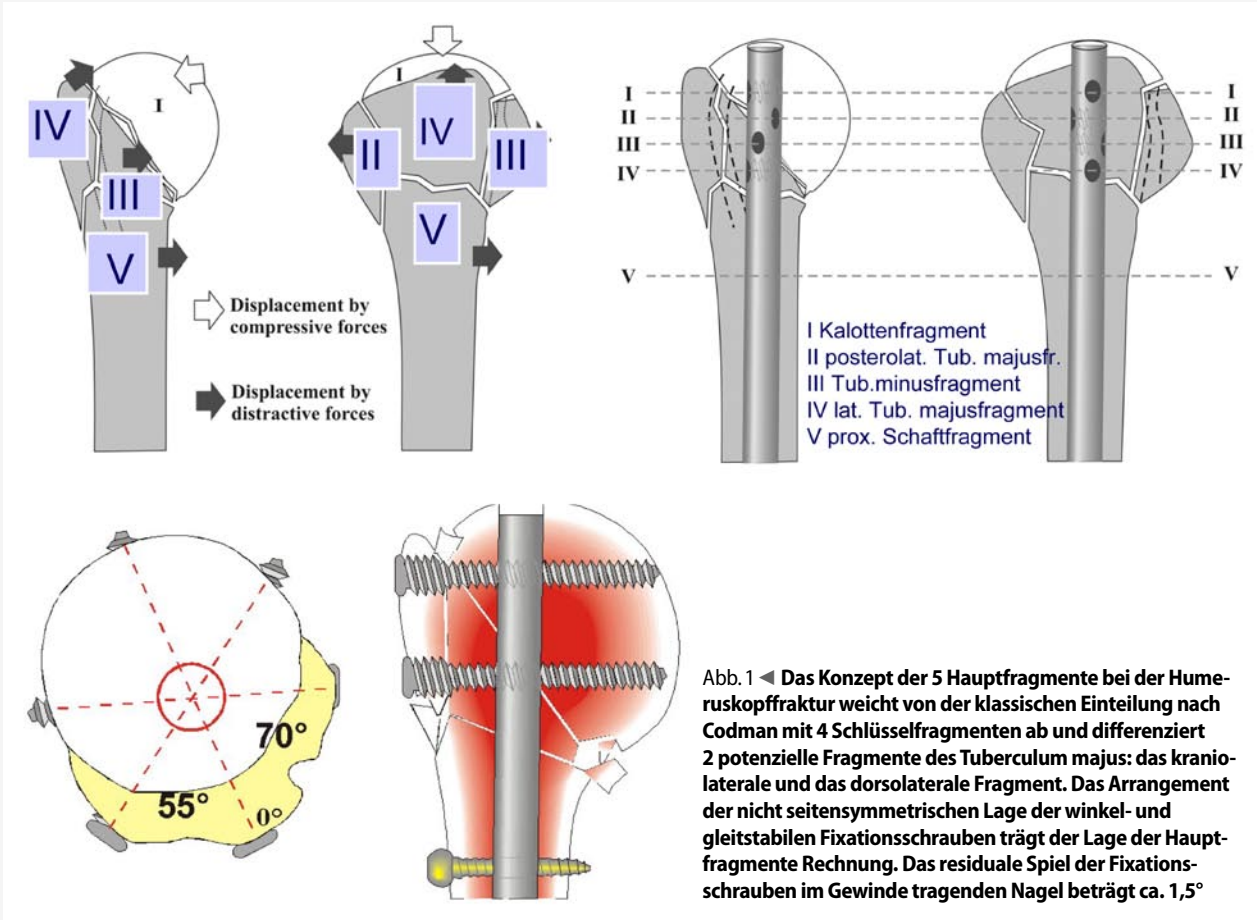 I
IV
III
V
I
IV
II
III
V
Displacement by
compressive forces
Displacement by
distractive forces
I
II
III
IV
V
I
II
III
IV
V
I Kalottenfragment
II posterolat. Tub. majusfr.
III Tub.minusfragment
IV lat. Tub. majusfragment
V prox. Schaftfragment
70°
55°
0°
Abb. 1 ◄ Das Konzept der 5 Hauptfragmente bei der Hume-
ruskopffraktur weicht von der klassischen Einteilung nach
Codman mit 4 Schlüsselfragmenten ab und differenziert
2 potenzielle Fragmente des Tuberculum majus: das kranio-
laterale und das dorsolaterale Fragment. Das Arrangement
der nicht seitensymmetrischen Lage der winkel- und
gleitstabilen Fixationsschrauben trägt der Lage der Haupt-
fragmente Rechnung. Das residuale Spiel der Fixations-
schrauben im Gewinde tragenden Nagel beträgt ca. 1,5°